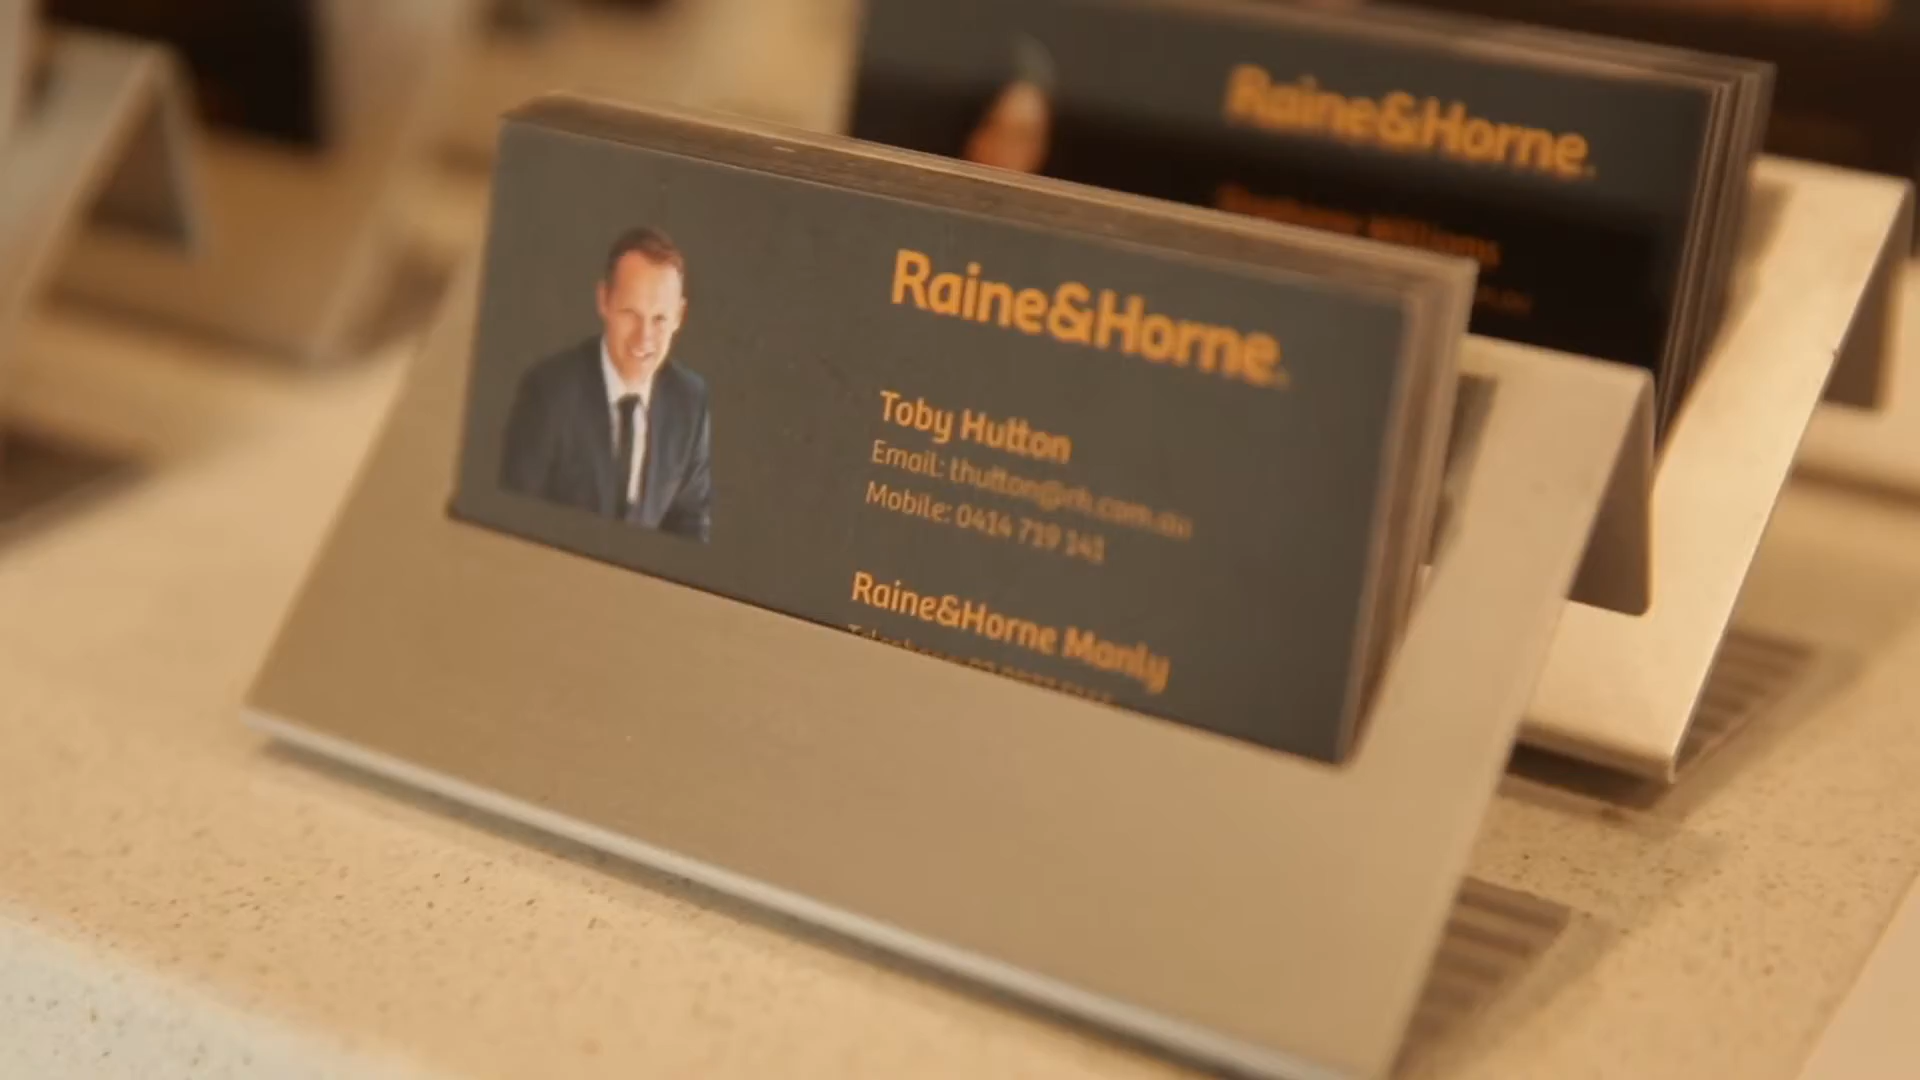 Raine&Horne.
Raine&Horne.
Toby Hutton
Email: thutton@rh.com.au
Mobile: 0414 719 141
Raine&Horne Manly